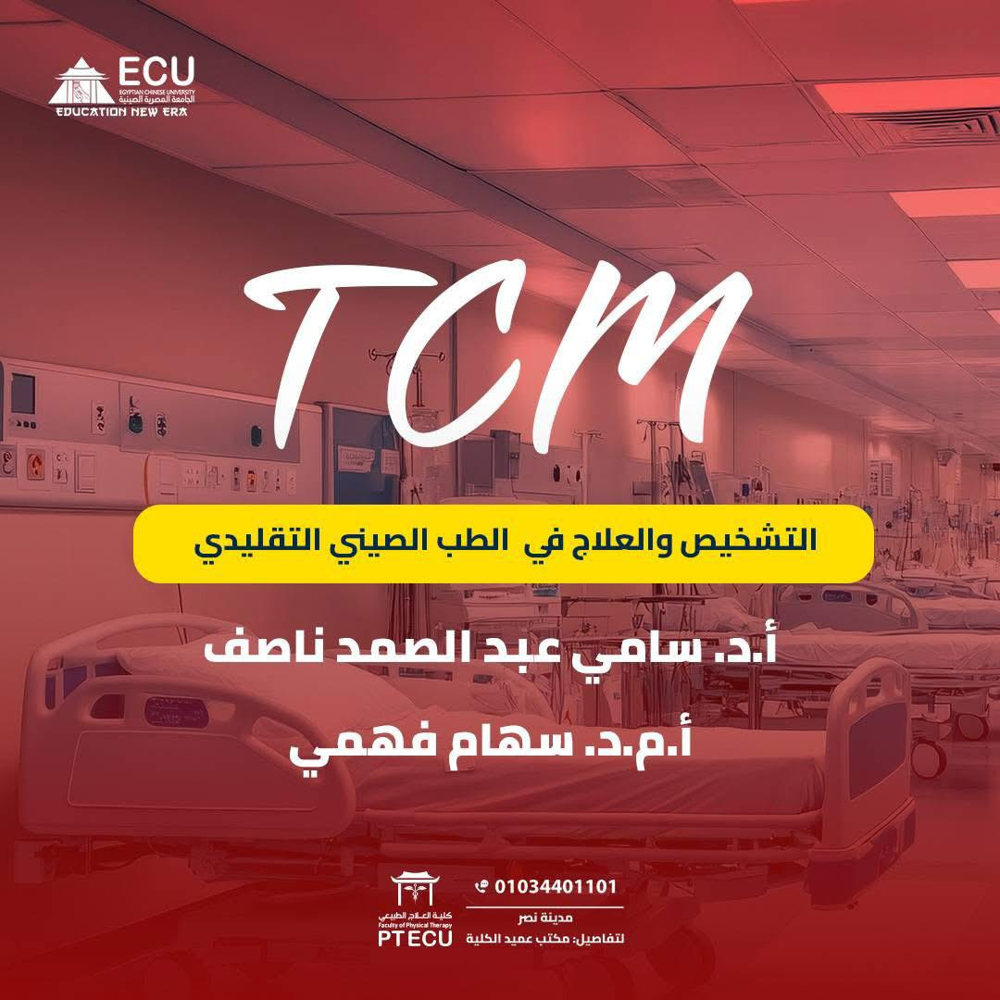 ECU
EGYPTIAN CHINESE UNIVERSITY
الجامعة المصرية الصينية
EDUCATION NEW ERA
TCM
التشخيص والعلاج في الطب الصيني التقليدي
أ.د. سامي عبد الصمد ناصف
أ.م.د. سهام فهمي
كلية العلاج الطبيعي
Faculty of Physical Therapy
PTECU
01034401101
مدينة نصر
لتفاصيل: مكتب عميد الكلية